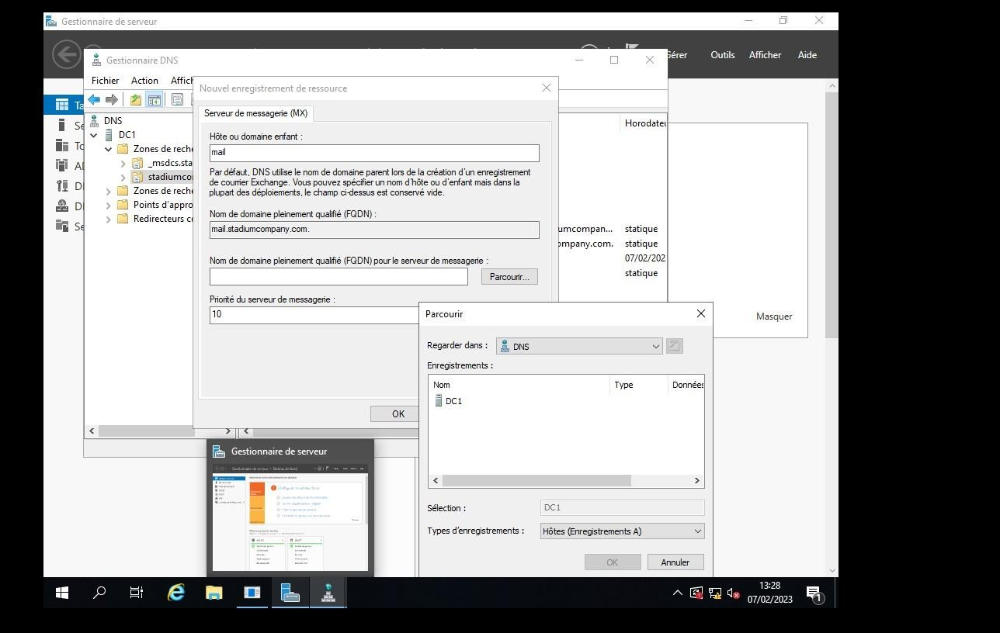 Gestionnaire de serveur
Gérer
Outils
Afficher
Aide
Gestionnaire DNS
Fichier
Action
Affich
Nouvel enregistrement de ressource
Serveur de messagerie (MX)
DNS
DC1
Zones de reche
_msdcs.sta
stadiumcor
Zones de reche
Points d'appro
Redirecteurs co
Hôte ou domaine enfant :
mail
Par défaut, DNS utilise le nom de domaine parent lors de la création d'un enregistrement
de courrier Exchange. Vous pouvez spécifier un nom d'hôte ou d'enfant mais dans la
plupart des déploiements, le champ ci-dessus est conservé vide.
Nom de domaine pleinement qualifié (FQDN) :
mail.stadiumcompany.com.
Nom de domaine pleinement qualifié (FQDN) pour le serveur de messagerie :
Parcourir...
Priorité du serveur de messagerie :
10
OK
Horodateu
umcompan...
statique
ompany.com.
statique
07/02/202
statique
Masquer
Parcourir
Regarder dans :
DNS
Enregistrements :
Nom
Type
Données
DC1
Sélection :
DC1
Types d'enregistrements :
Hôtes (Enregistrements A)
OK
Annuler
Gestionnaire de serveur
13:28
07/02/2023
1